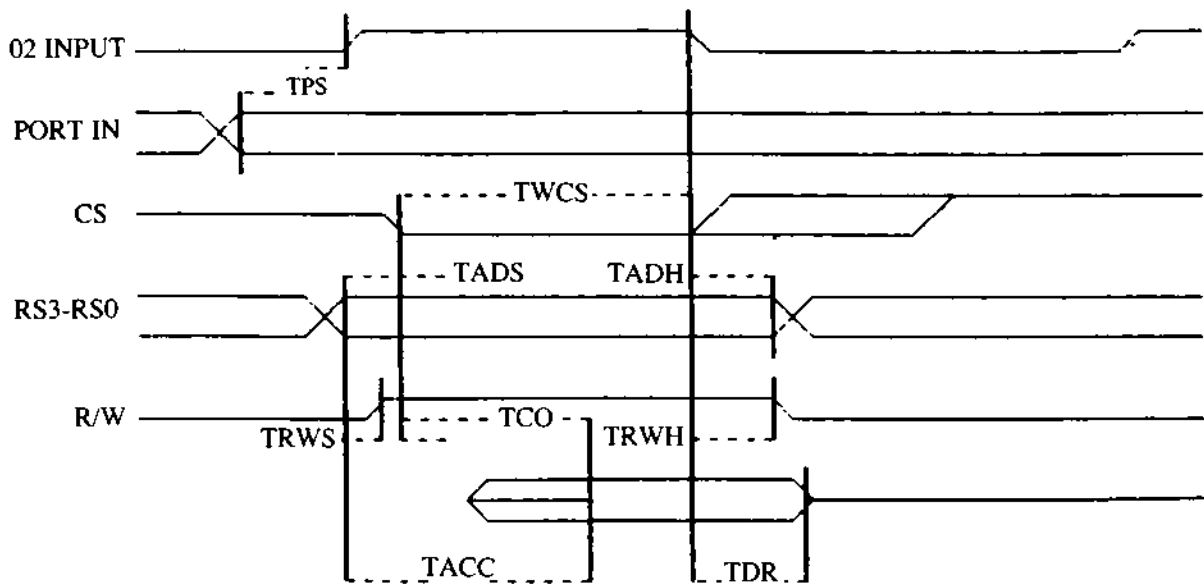 02 INPUT
TPS
PORT IN
TWCS
CS
TADS TADH
RS3-RS0
R/W
TCO
TRWS TRWH
TACC TDR